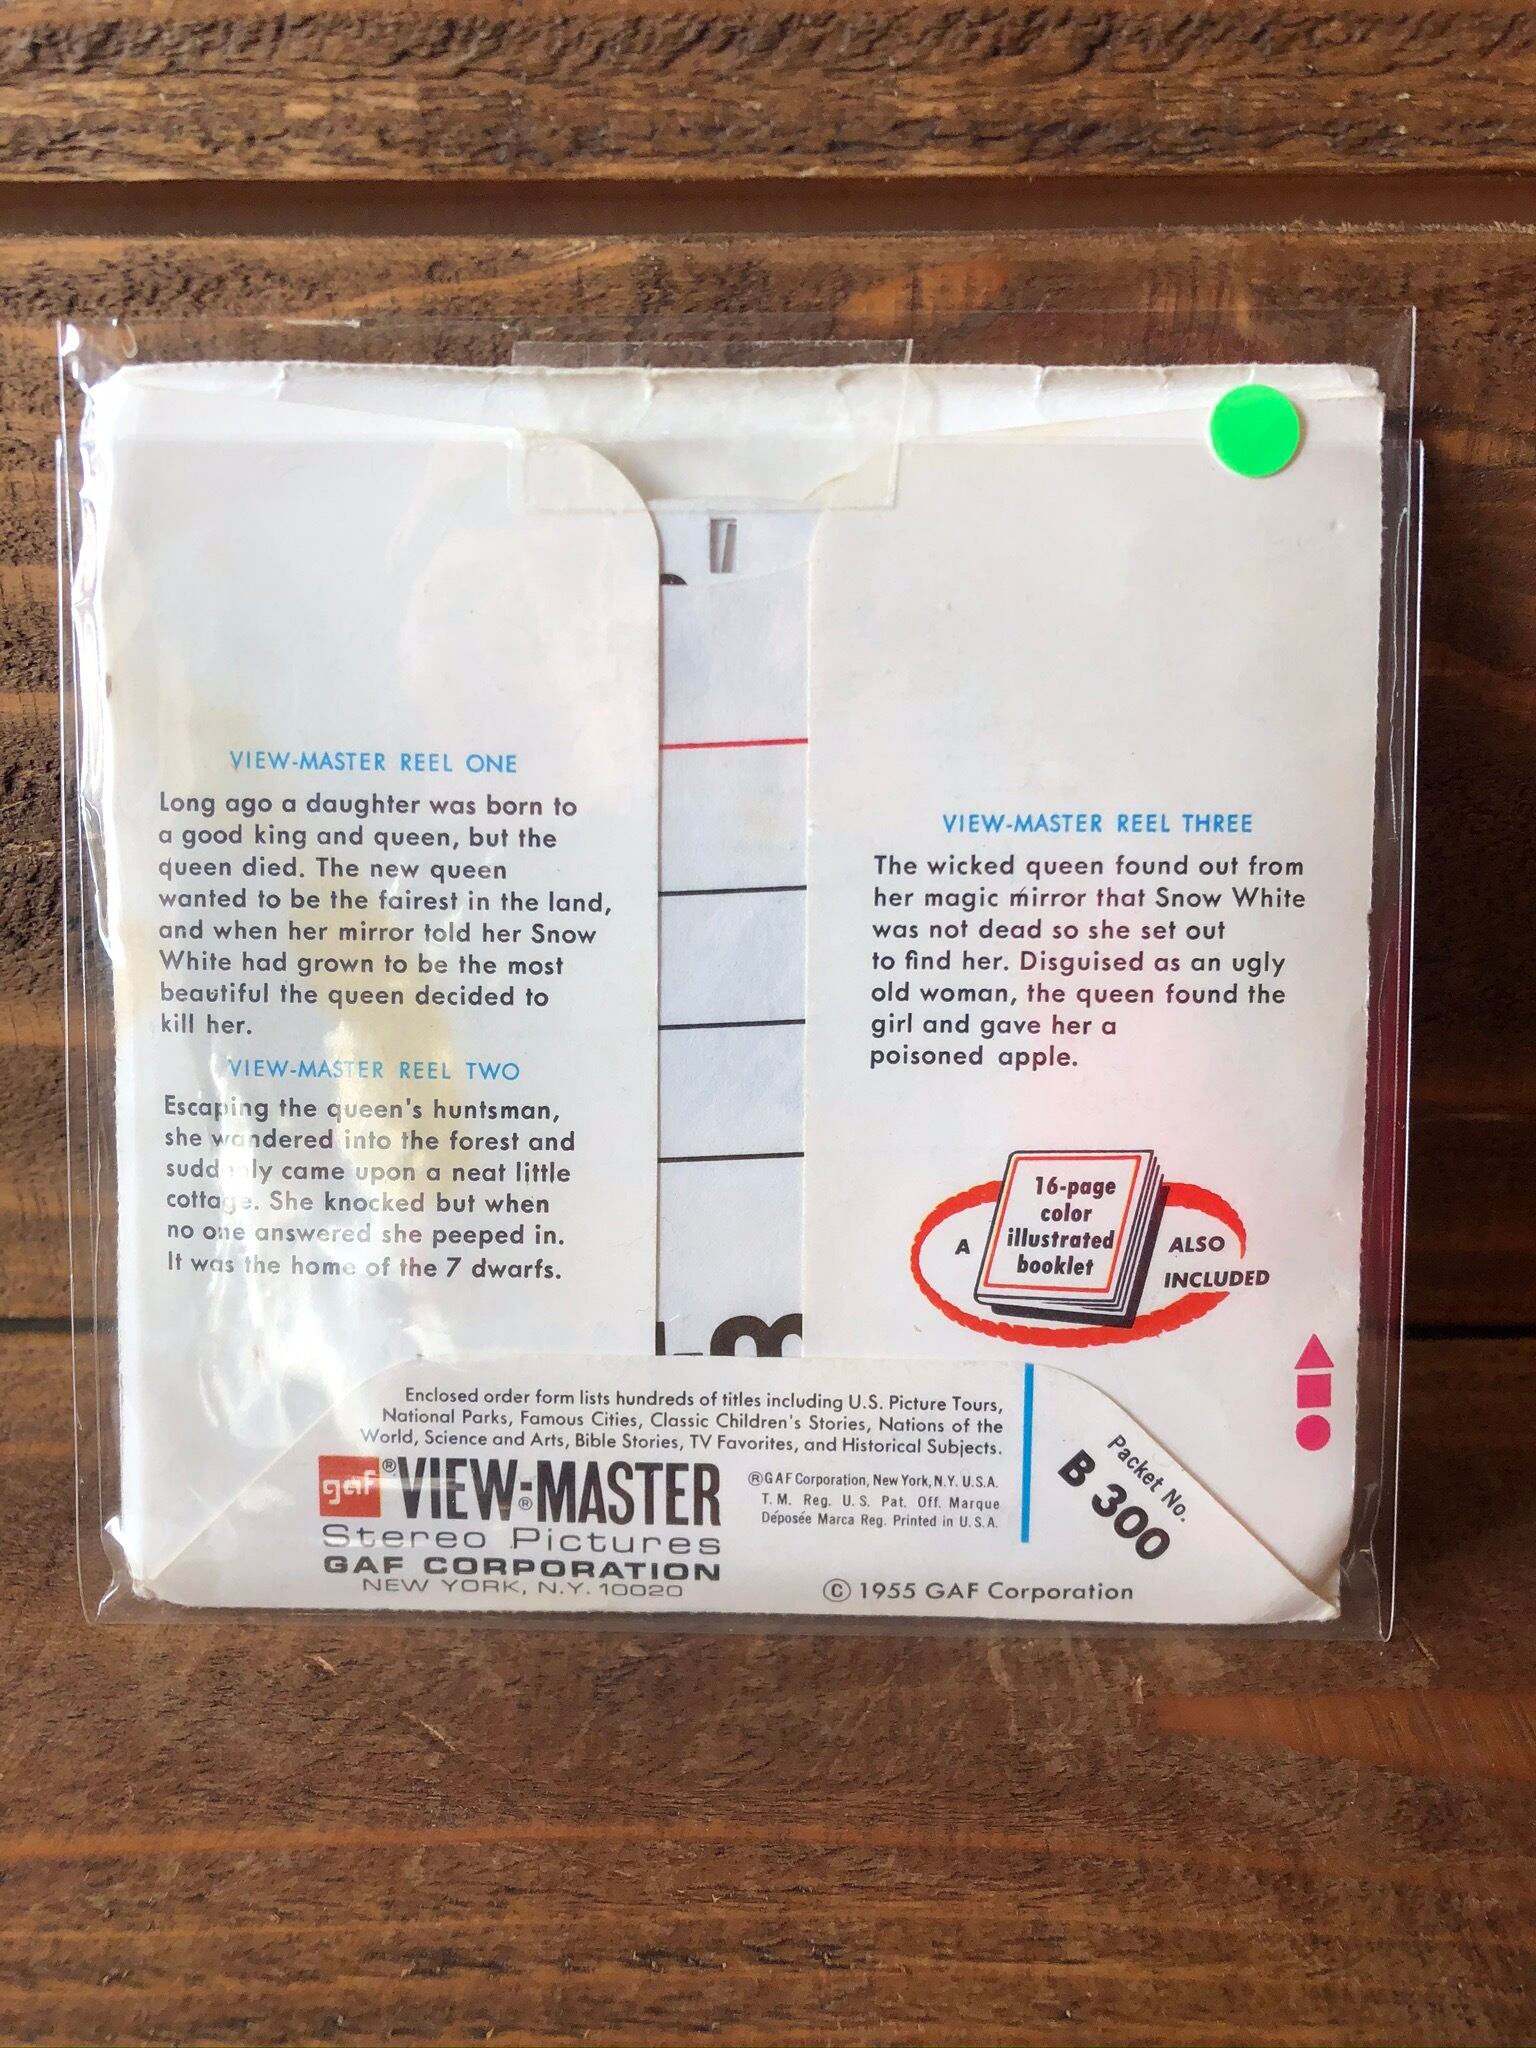 VIEW-MASTER REEL ONE
Long ago a daughter was born to
a good king and queen, but the
queen died. The new queen
wanted to be the fairest in the land,
and when her mirror told her Snow
White had grown to be the most
beautiful the queen decided to
kill her.
VIEW-MASTER REEL TWO
Escaping the queen's huntsman,
she wandered into the forest and
suddenly came upon a neat little
cottage. She knocked but when
no one answered she peeped in.
It was the home of the 7 dwarfs.
VIEW-MASTER REEL THREE
The wicked queen found out from
her magic mirror that Snow White
was not dead so she set out
to find her. Disguised as an ugly
old woman, the queen found the
girl and gave her a
poisoned apple.
A
16-page
color
illustrated
booklet
ALSO
INCLUDED
Enclosed order form lists hundreds of titles including U.S. Picture Tours,
National Parks, Famous Cities, Classic Children's Stories, Nations of the
World, Science and Arts, Bible Stories, TV Favorites, and Historical Subjects.
gaf ® VIEW-MASTER ®
Stereo Pictures
GAF CORPORATION
NEW YORK, N.Y. 10020
®GAF Corporation, New York, N.Y. U.S.A.
T. M. Reg. U. S. Pat. Off. Marque
Déposée Marca Reg. Printed in U.S.A.
Packet No.
B 300
© 1955 GAF Corporation